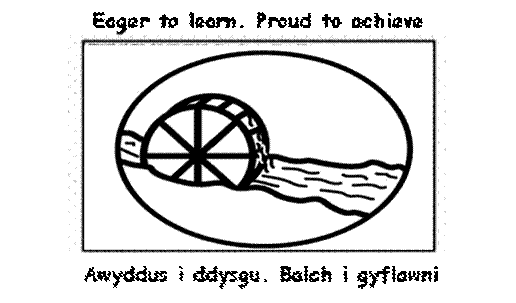 Eager to learn. Proud to achieve
Awyddus i ddysgu. Balch i gyflawni